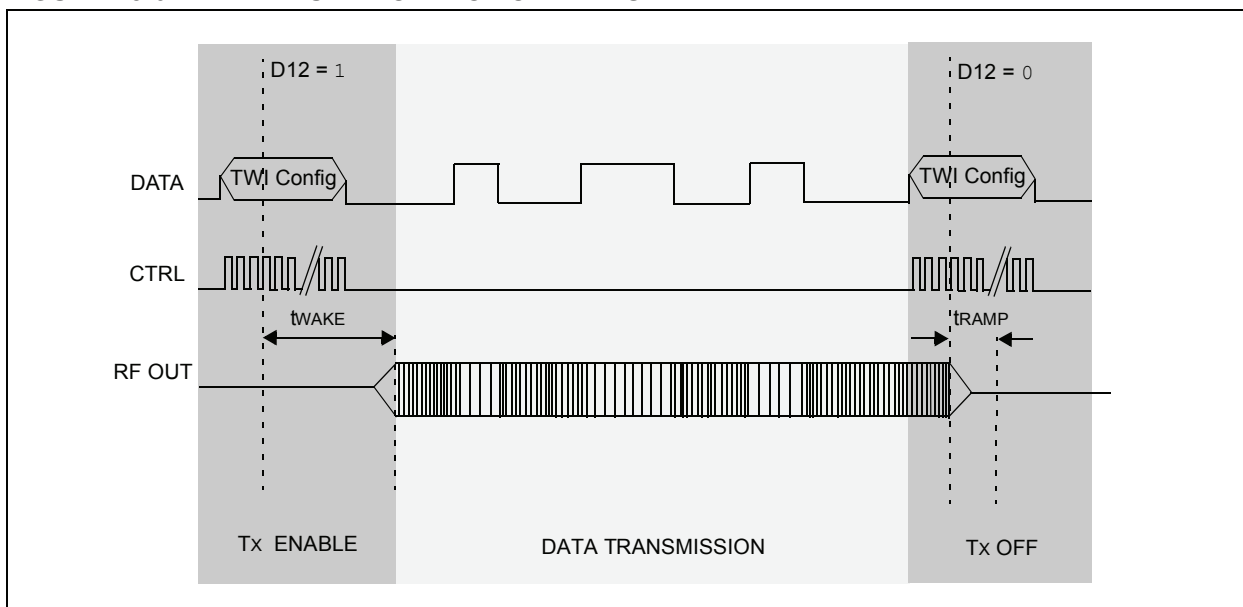 D12 = 1
D12 = 0
DATA
TWI Config
TWI Config
CTRL
tWAKE
tRAMP
RF OUT
TX ENABLE
DATA TRANSMISSION
TX OFF